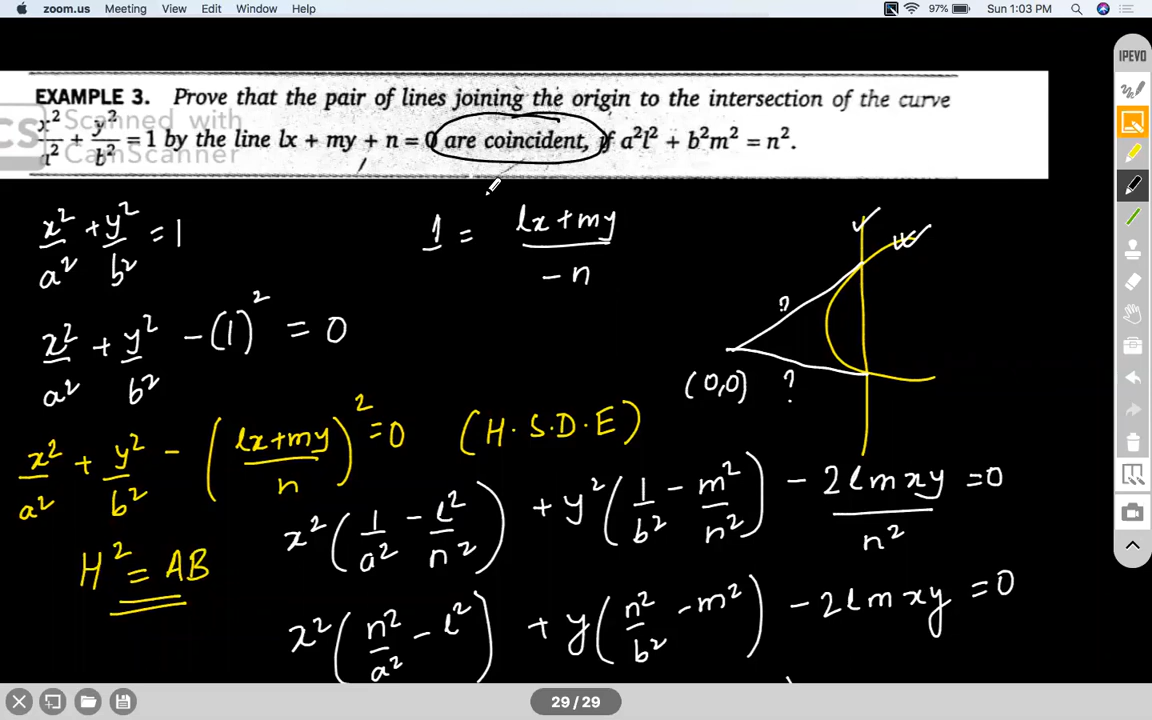 zoom.us Meeting View Edit Window Help 97% Sun 1:03 PM
IPEVO
EXAMPLE 3. Prove that the pair of lines joining the origin to the intersection of the curve
Scanned with
x²/a² + y²/b² = 1 by the line lx + my + n = 0 are coincident, if a²l² + b²m² = n².
CS CamScanner
x²/a² + y²/b² = 1
1 = (lx+my)/(-n)
x²/a² + y²/b² - (1)² = 0
?
(0,0) ?
x²/a² + y²/b² - ((lx+my)/n)² = 0 (H.S.D.E)
x²(1/a² - l²/n²) + y²(1/b² - m²/n²) - 2lmxy/n² = 0
H² = AB
x²(n²/a² - l²) + y(n²/b² - m²) - 2lmxy = 0
29 / 29